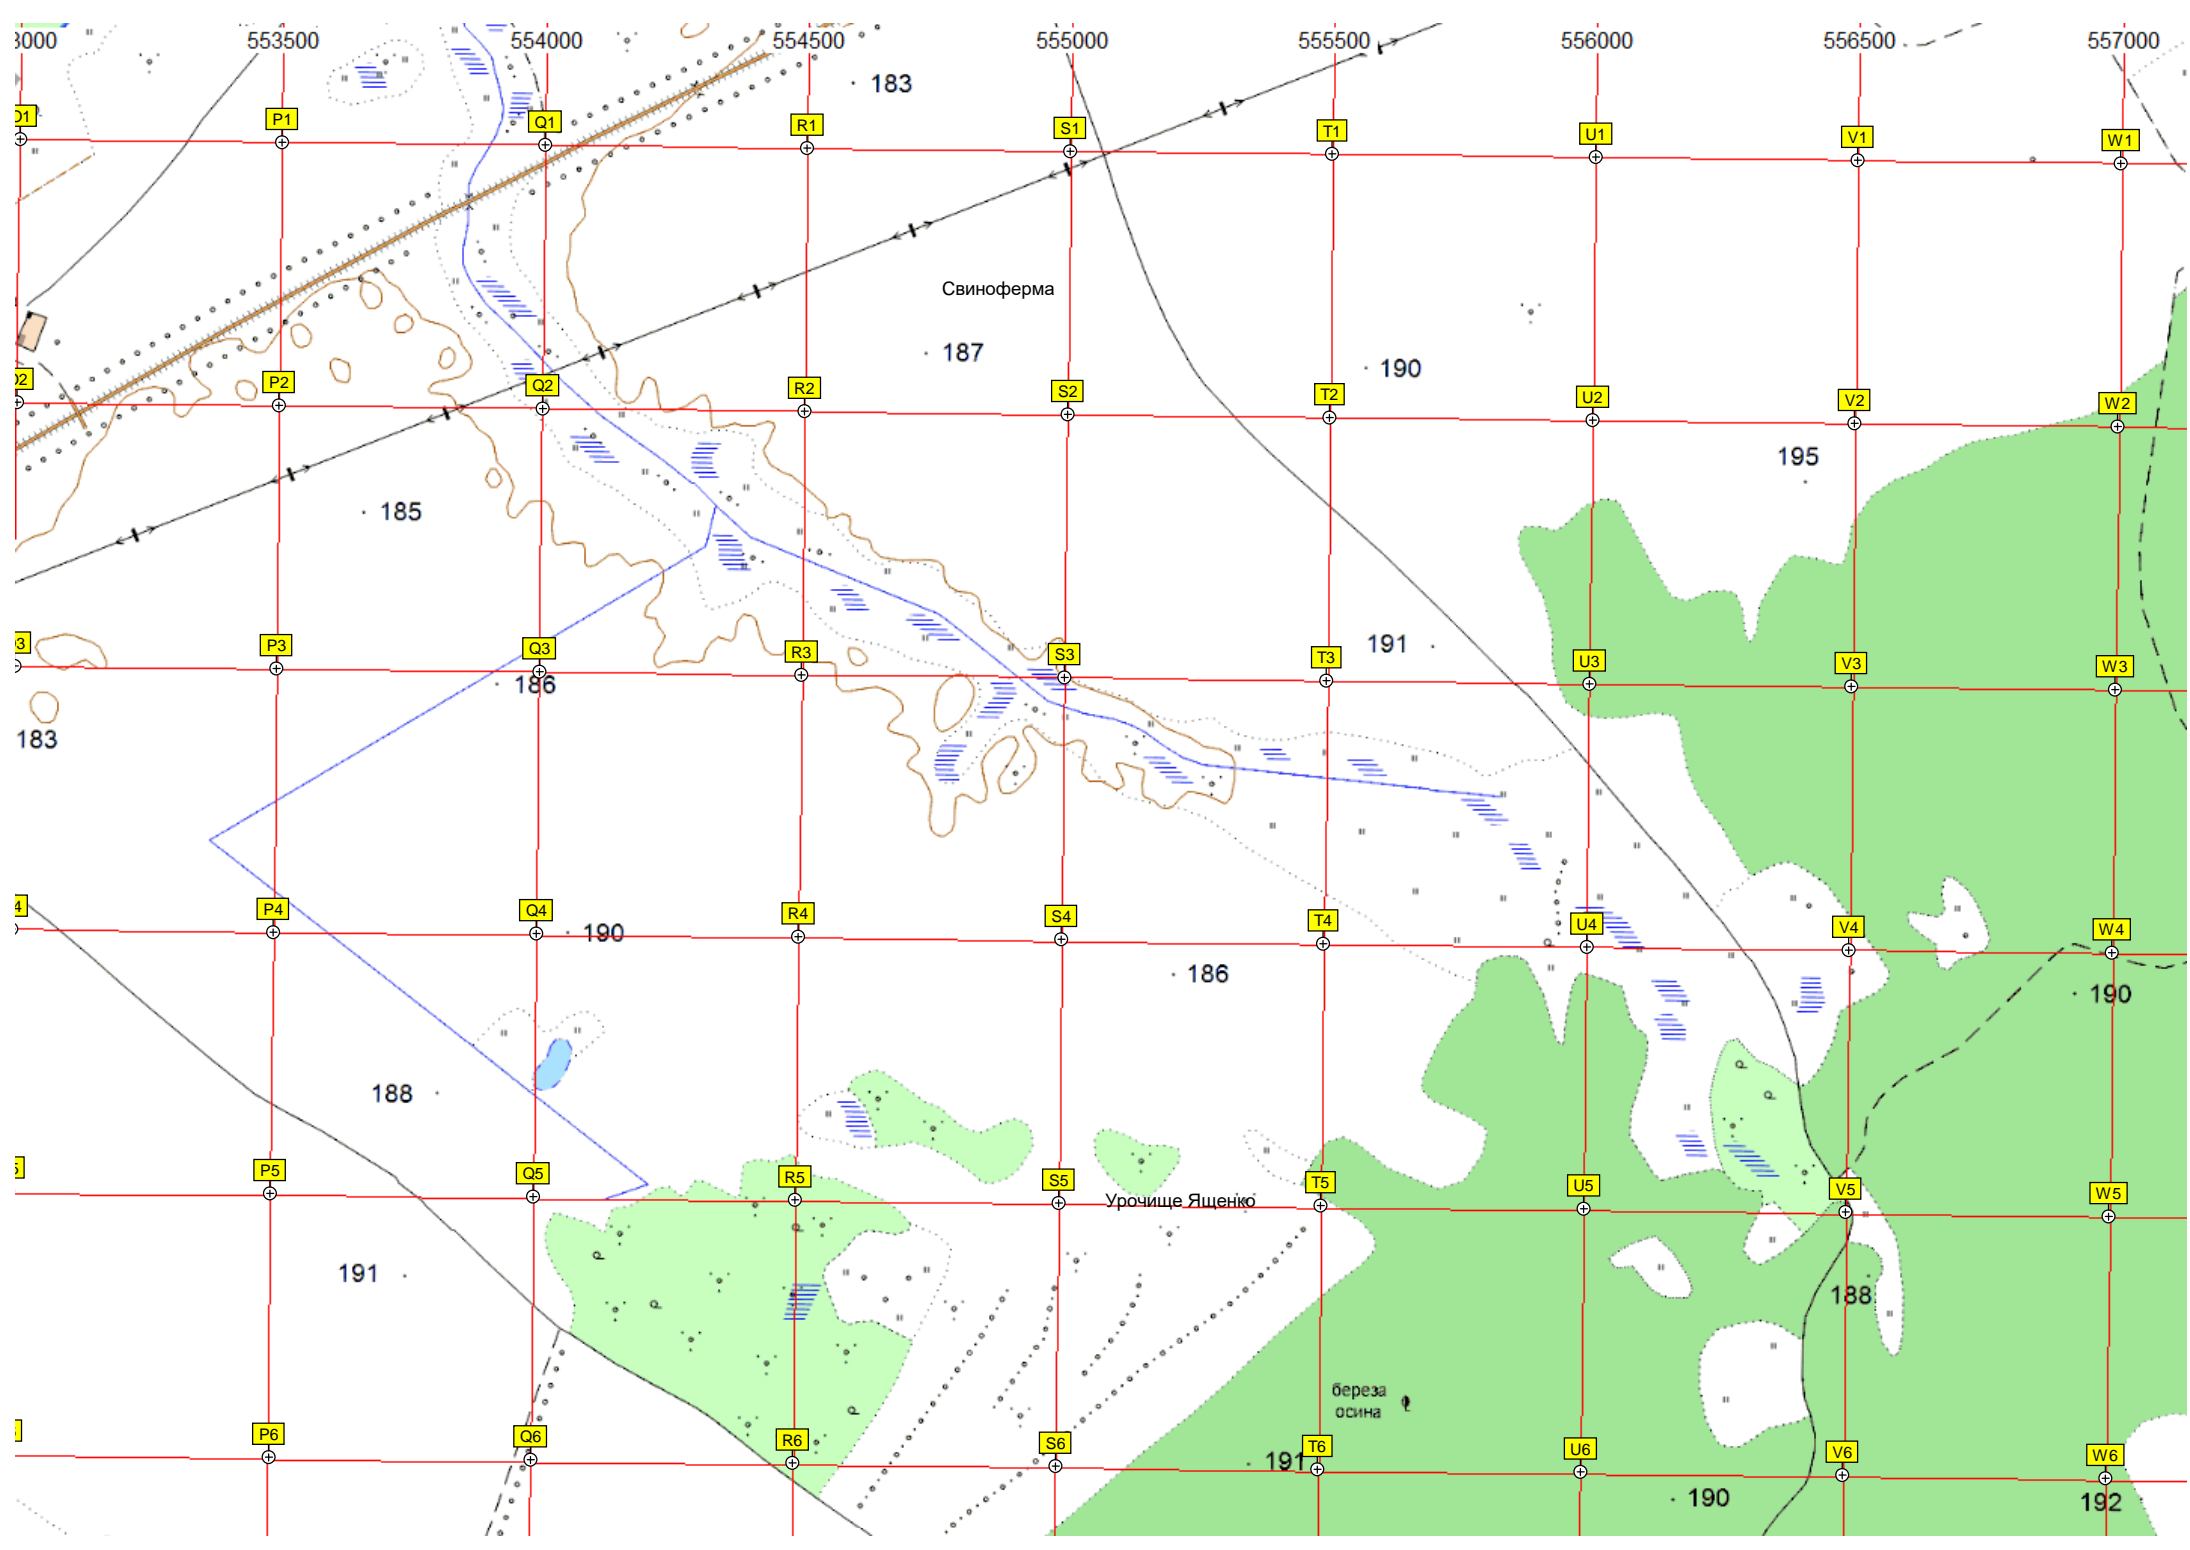 553500 554000 554500 555000 555500 556000 556500 557000
183
P1 Q1 R1 S1 T1 U1 V1 W1
Свиноферма
187
190
P2 Q2 R2 S2 T2 U2 V2 W2
195
185
191
P3 Q3 R3 S3 T3 U3 V3 W3
186
183
P4 Q4 R4 S4 T4 U4 V4 W4
190
186
190
188
P5 Q5 R5 S5 T5 U5 V5 W5
Урочище Ященко
191
188
береза
осина
P6 Q6 R6 S6 T6 U6 V6 W6
191
190
192